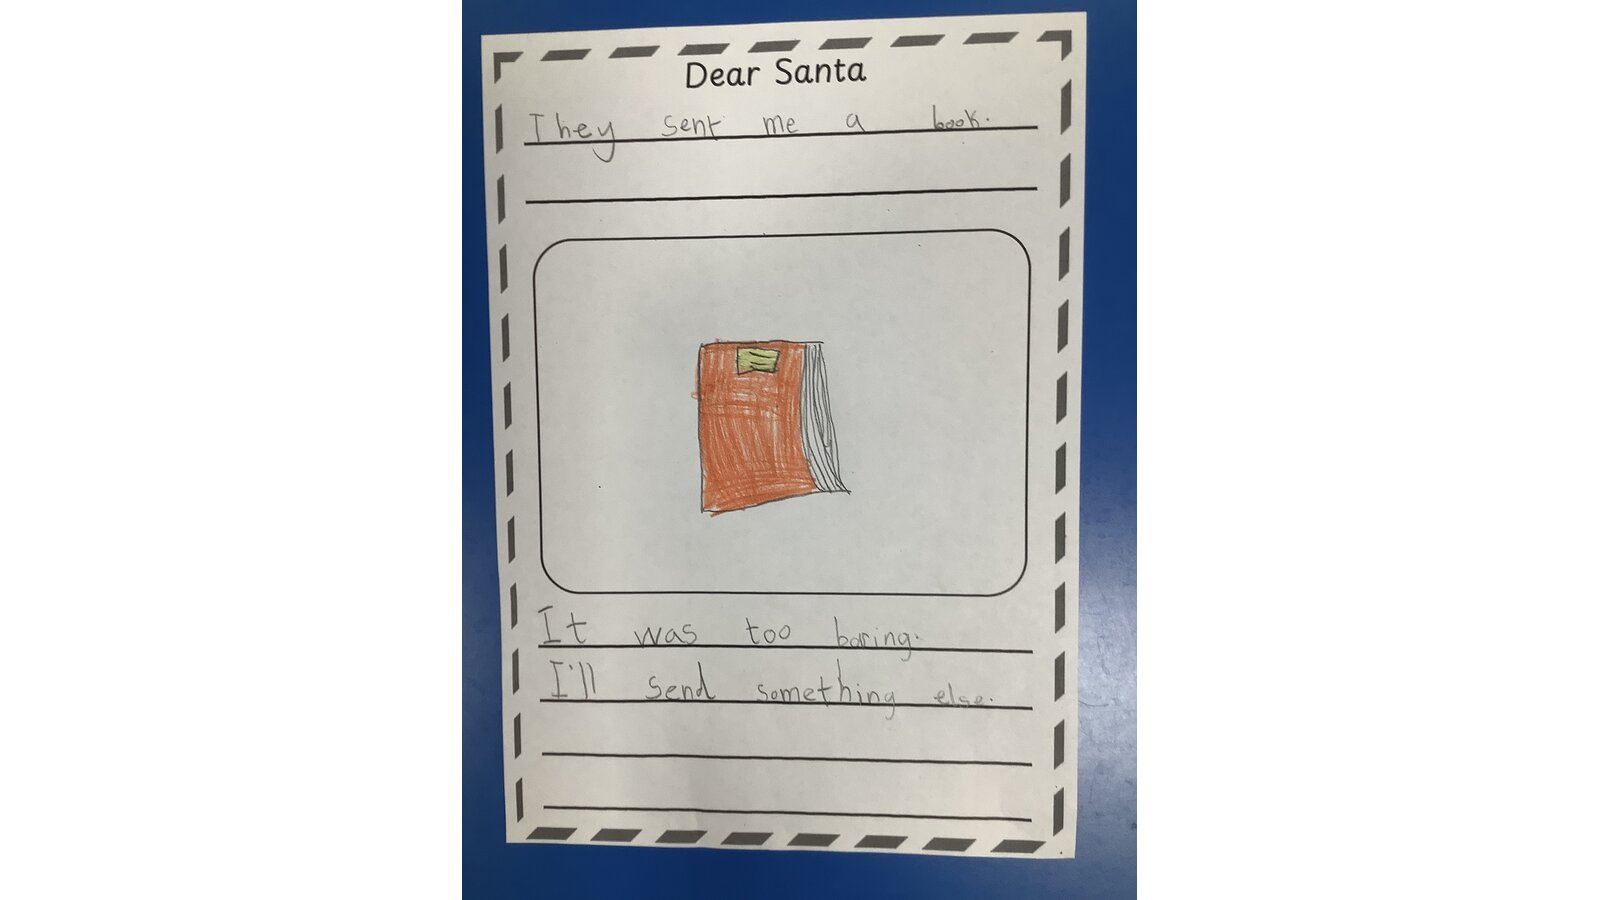 Dear Santa
They sent me a book.
It was too boring.
I'll send something else.